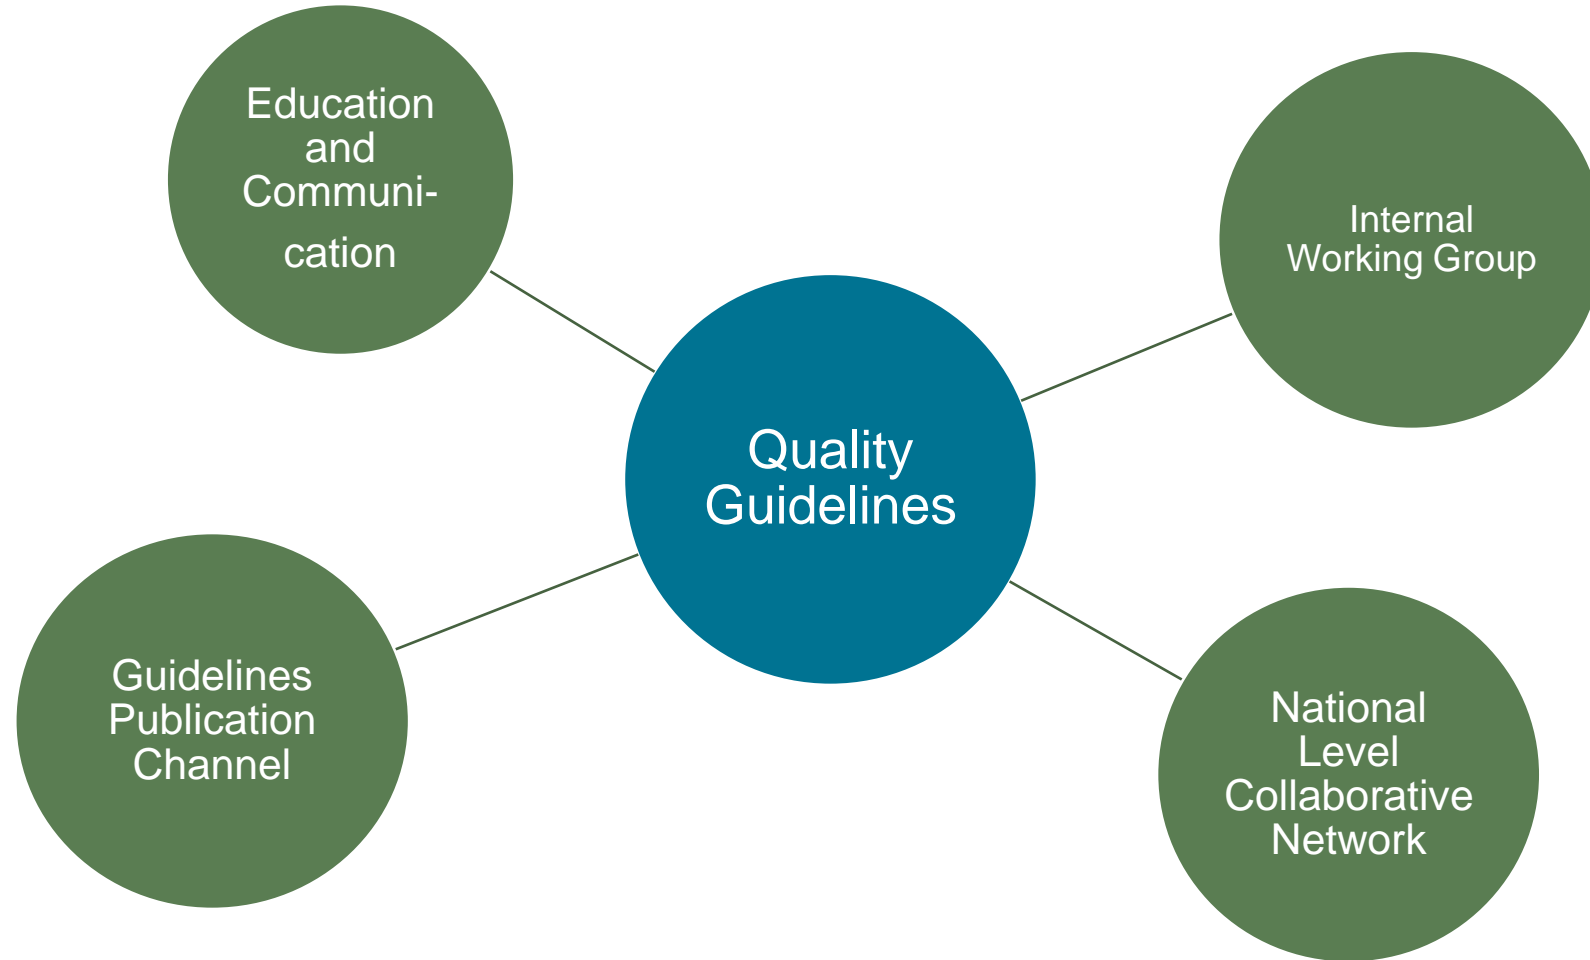 Education
and
Communi-
cation
Internal
Working Group
Quality
Guidelines
Guidelines
Publication
Channel
National
Level
Collaborative
Network